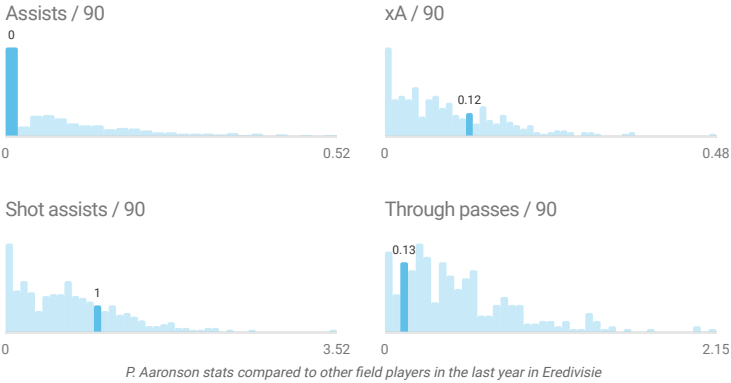 Assists / 90
0
0
0.52
xA / 90
0.12
0
0.48
Shot assists / 90
1
0
3.52
Through passes / 90
0.13
0
2.15
P. Aaronson stats compared to other field players in the last year in Eredivisie